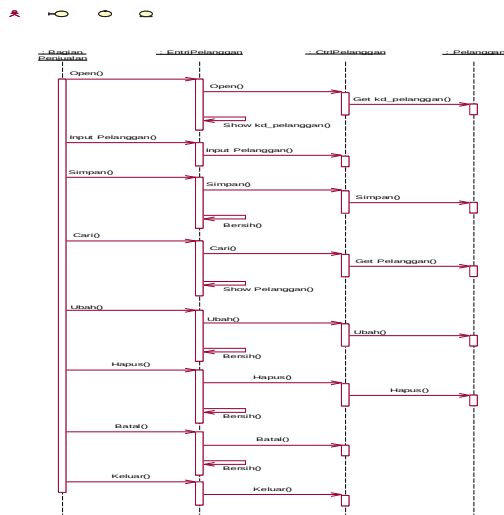 : Bagian
Penjualan
: EntriPelanggan
: CtrlPelanggan
: Pelanggan
Open()
Open()
Get kd_pelanggan()
Show kd_pelanggan()
Input Pelanggan()
Input Pelanggan()
Simpan()
Simpan()
Simpan()
Bersih()
Cari()
Cari()
Get Pelanggan()
Show Pelanggan()
Ubah()
Ubah()
Ubah()
Bersih()
Hapus()
Hapus()
Hapus()
Bersih()
Batal()
Batal()
Bersih()
Keluar()
Keluar()